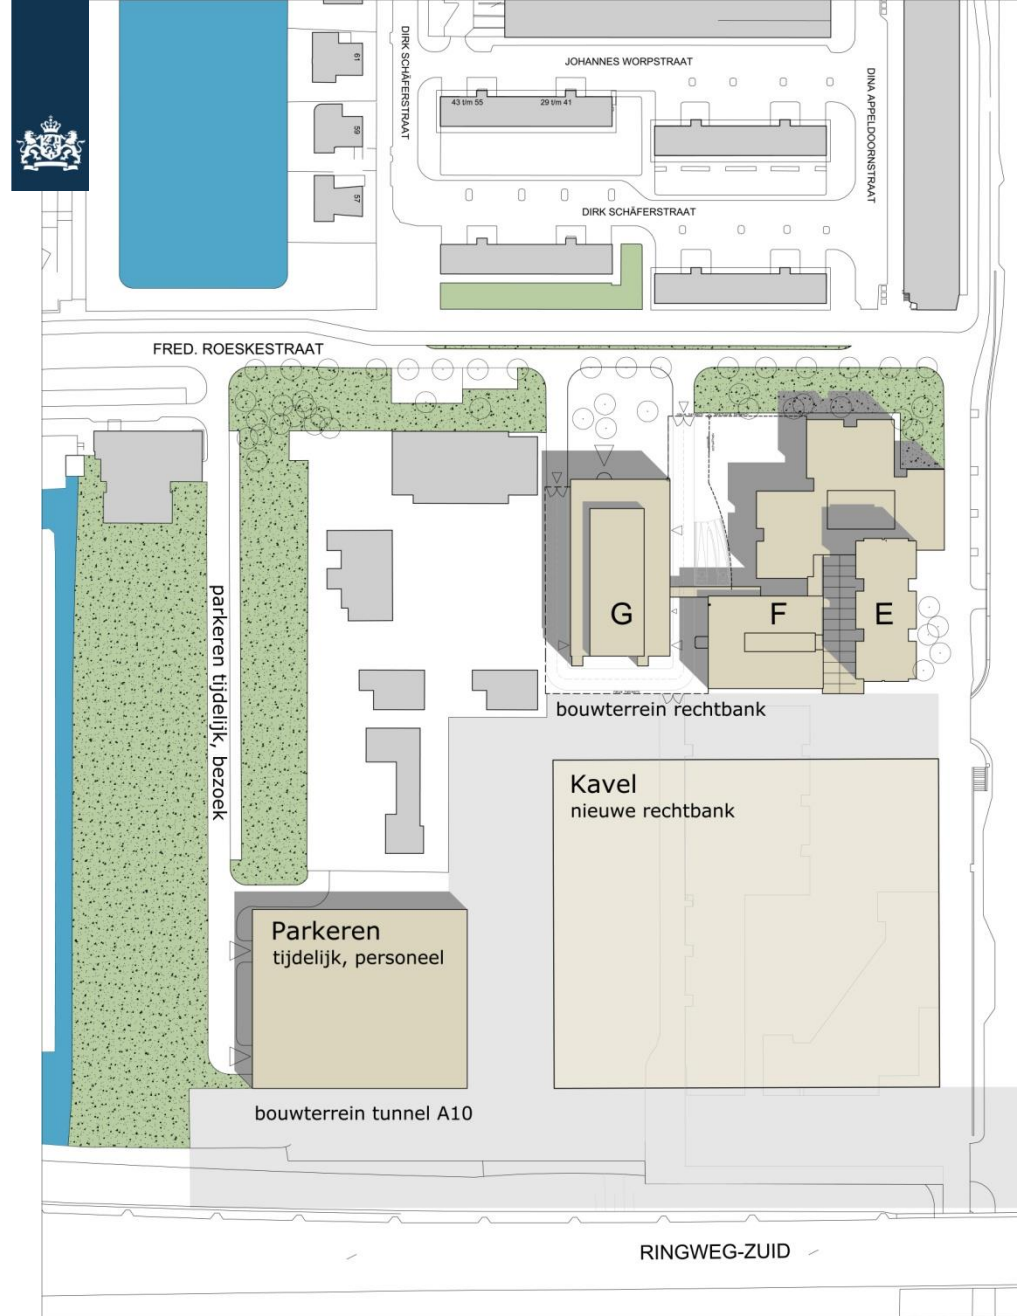 JOHANNES WORPSTRAAT
DIRK SCHÄFERSTRAAT
DINA APPELDOORNSTRAAT
61
59
57
43 t/m 55
29 t/m 41
DIRK SCHÄFERSTRAAT
FRED. ROESKESTRAAT
parkeren tijdelijk, bezoek
G
F
E
bouwterrein rechtbank
Kavel
nieuwe rechtbank
Parkeren
tijdelijk, personeel
bouwterrein tunnel A10
RINGWEG-ZUID